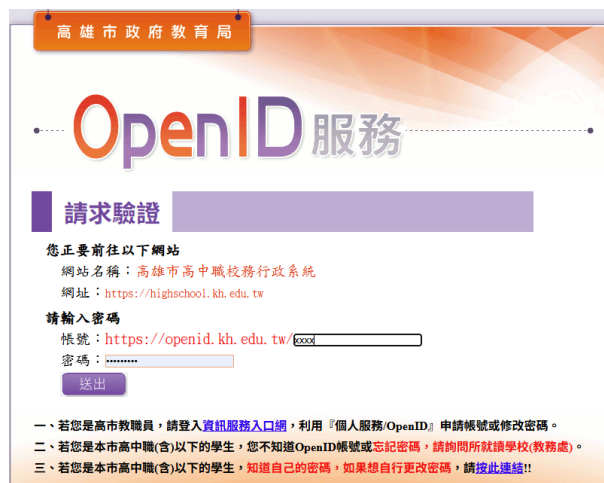 高雄市政府教育局
OpenID服務
請求驗證
您正要前往以下網站
網站名稱：高雄市高中職校務行政系統
網址：https://highschool.kh.edu.tw
請輸入密碼
帳號：https://openid.kh.edu.tw/xxxx
密碼：•••••••••
送出
一、若您是高市教職員，請登入資訊服務入口網，利用『個人服務/OpenID』申請帳號或修改密碼。
二、若您是本市高中職(含)以下的學生，您不知道OpenID帳號或忘記密碼，請詢問所就讀學校(教務處)。
三、若您是本市高中職(含)以下的學生，知道自己的密碼，如果想自行更改密碼，請按此連結!!